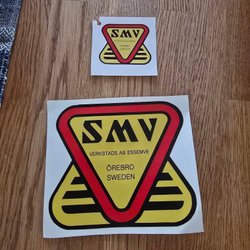 SMV
SMV
VERKSTADS AB ESSEMVE
ÖREBRO
SWEDEN